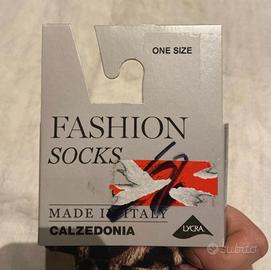 ONE SIZE
FASHION
SOCKS
MADE IN ITALY
CALZEDONIA
LYCRA
subito